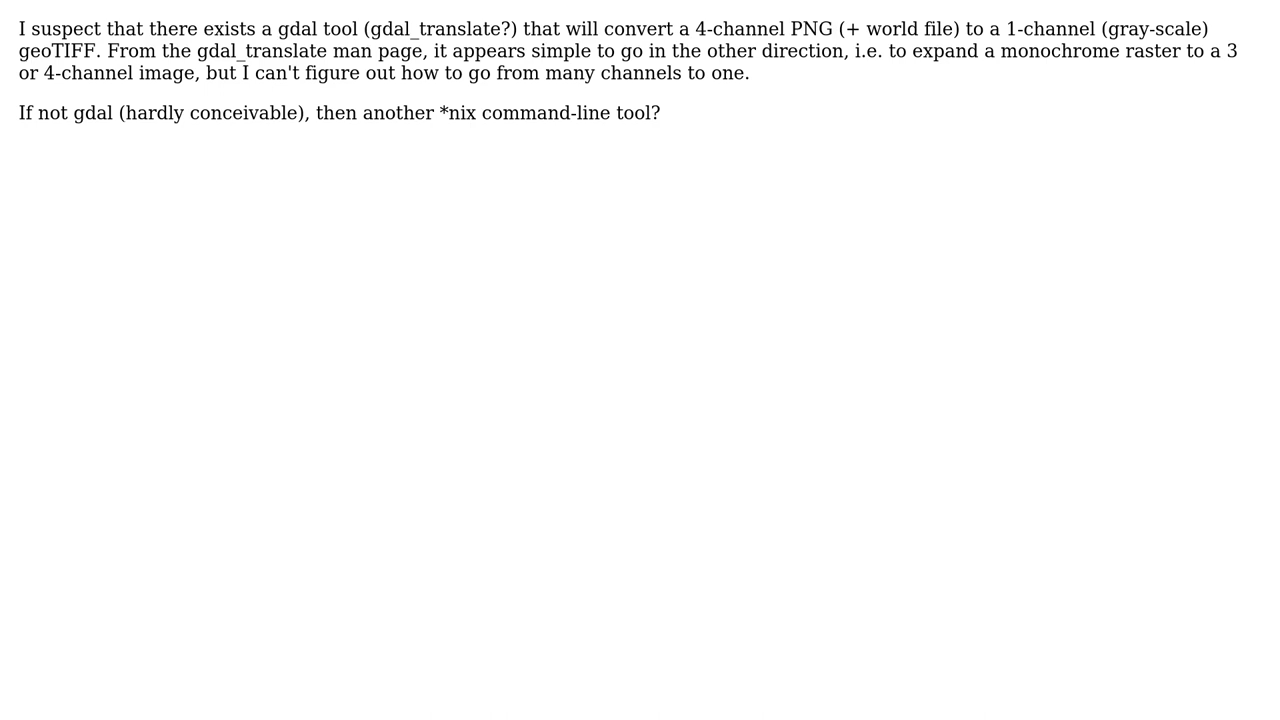 I suspect that there exists a gdal tool (gdal_translate?) that will convert a 4-channel PNG (+ world file) to a 1-channel (gray-scale)
geoTIFF. From the gdal_translate man page, it appears simple to go in the other direction, i.e. to expand a monochrome raster to a 3
or 4-channel image, but I can't figure out how to go from many channels to one.
If not gdal (hardly conceivable), then another *nix command-line tool?